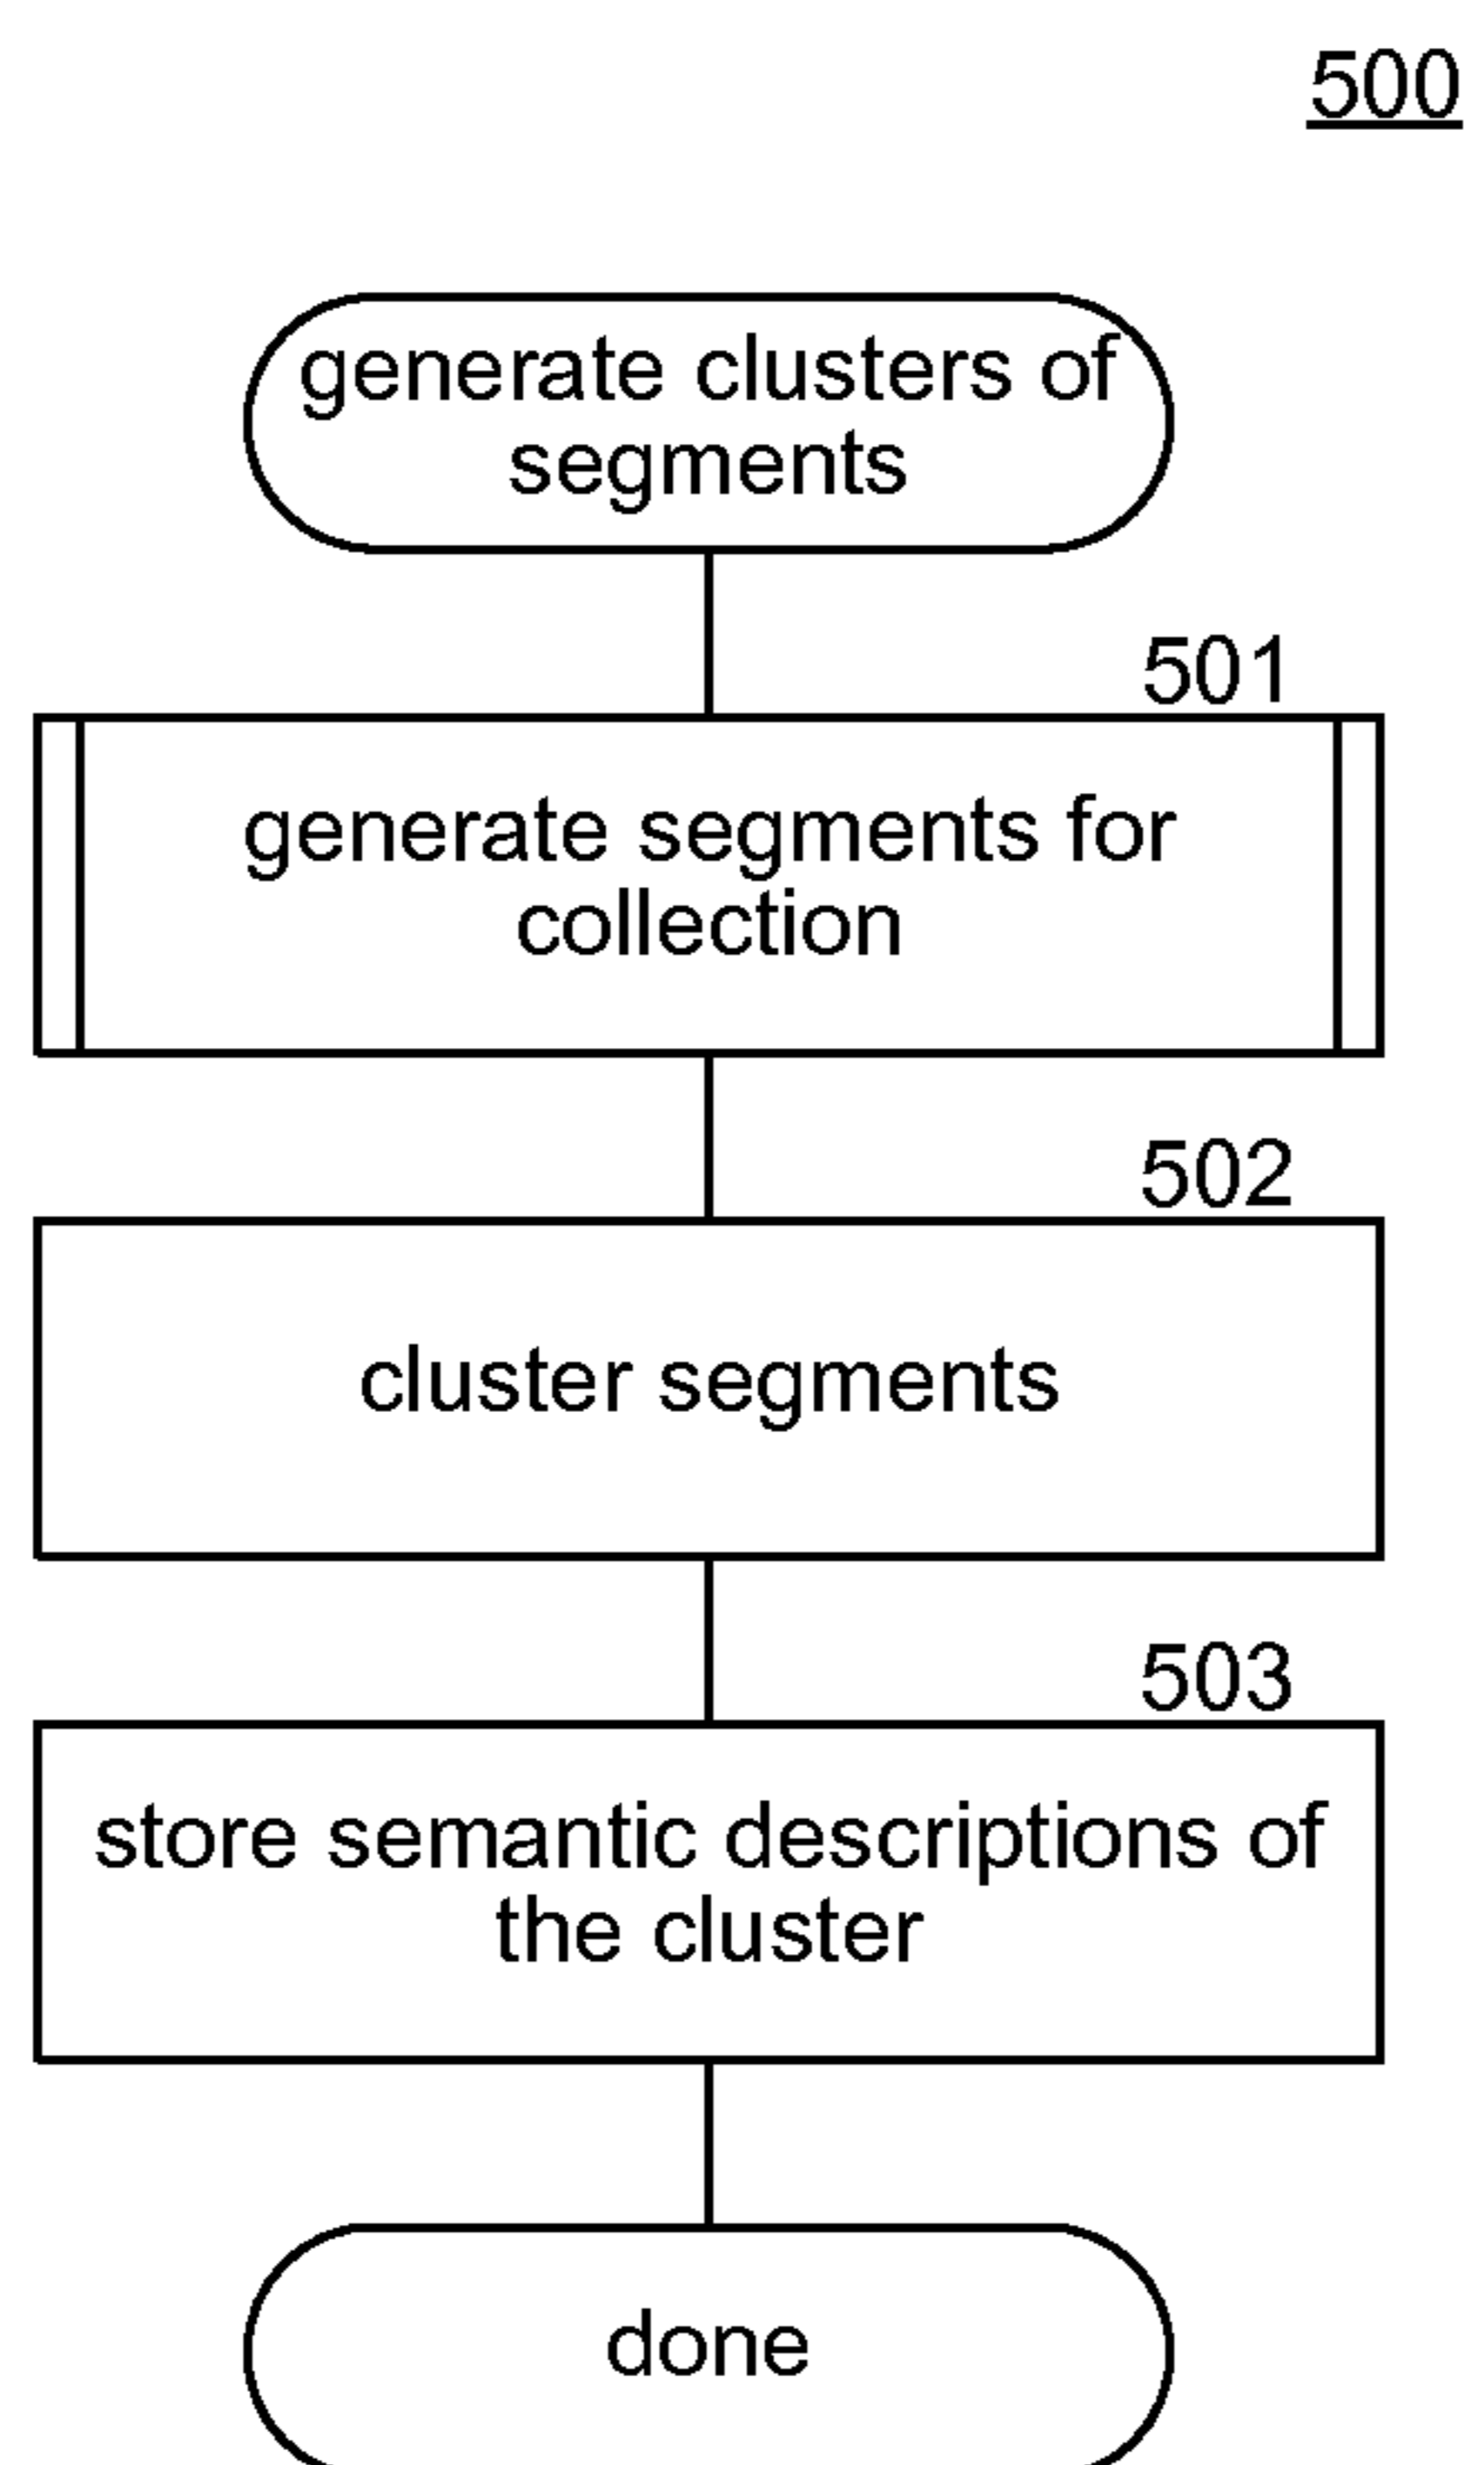 500
generate clusters of
segments
501
generate segments for
collection
502
cluster segments
503
store semantic descriptions of
the cluster
done